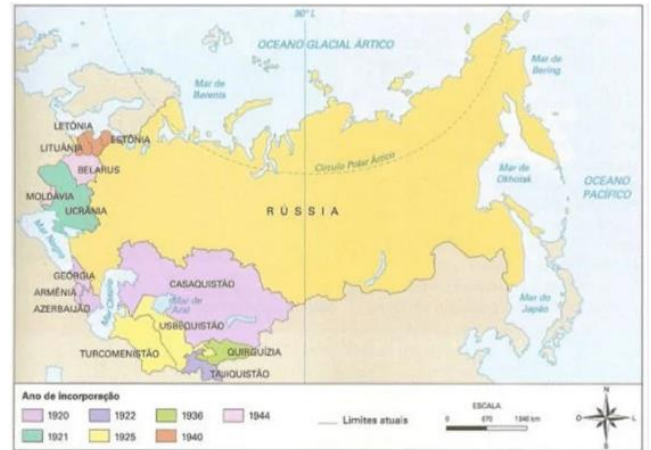 90° L
OCEANO GLACIAL ÁRTICO
Mar de
Barents
Mar de
Bering
LETÔNIA
ESTÔNIA
LITUÂNIA
BELARUS
Círculo Polar Ártico
MOLDÁVIA
UCRÂNIA
RÚSSIA
Mar de
Okhotsk
OCEANO
PACÍFICO
Mar Negro
GEÓRGIA
ARMÊNIA
AZERBAIJÃO
Mar Cáspio
CASAQUISTÃO
Mar de
Aral
USBEQUISTÃO
Mar do
Japão
TURCOMENISTÃO
QUIRGUÍZIA
TAJIQUISTÃO
Ano de incorporação
1920
1922
1936
1944
1921
1925
1940
Limites atuais
ESCALA
0 670 1340 km
N
O
L
S